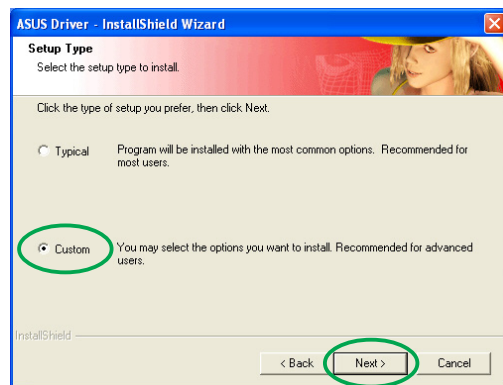 ASUS Driver - InstallShield Wizard
Setup Type
Select the setup type to install.
Click the type of setup you prefer, then click Next.
Typical
Program will be installed with the most common options. Recommended for
most users.
Custom
You may select the options you want to install. Recommended for advanced
users.
InstallShield
< Back
Next >
Cancel